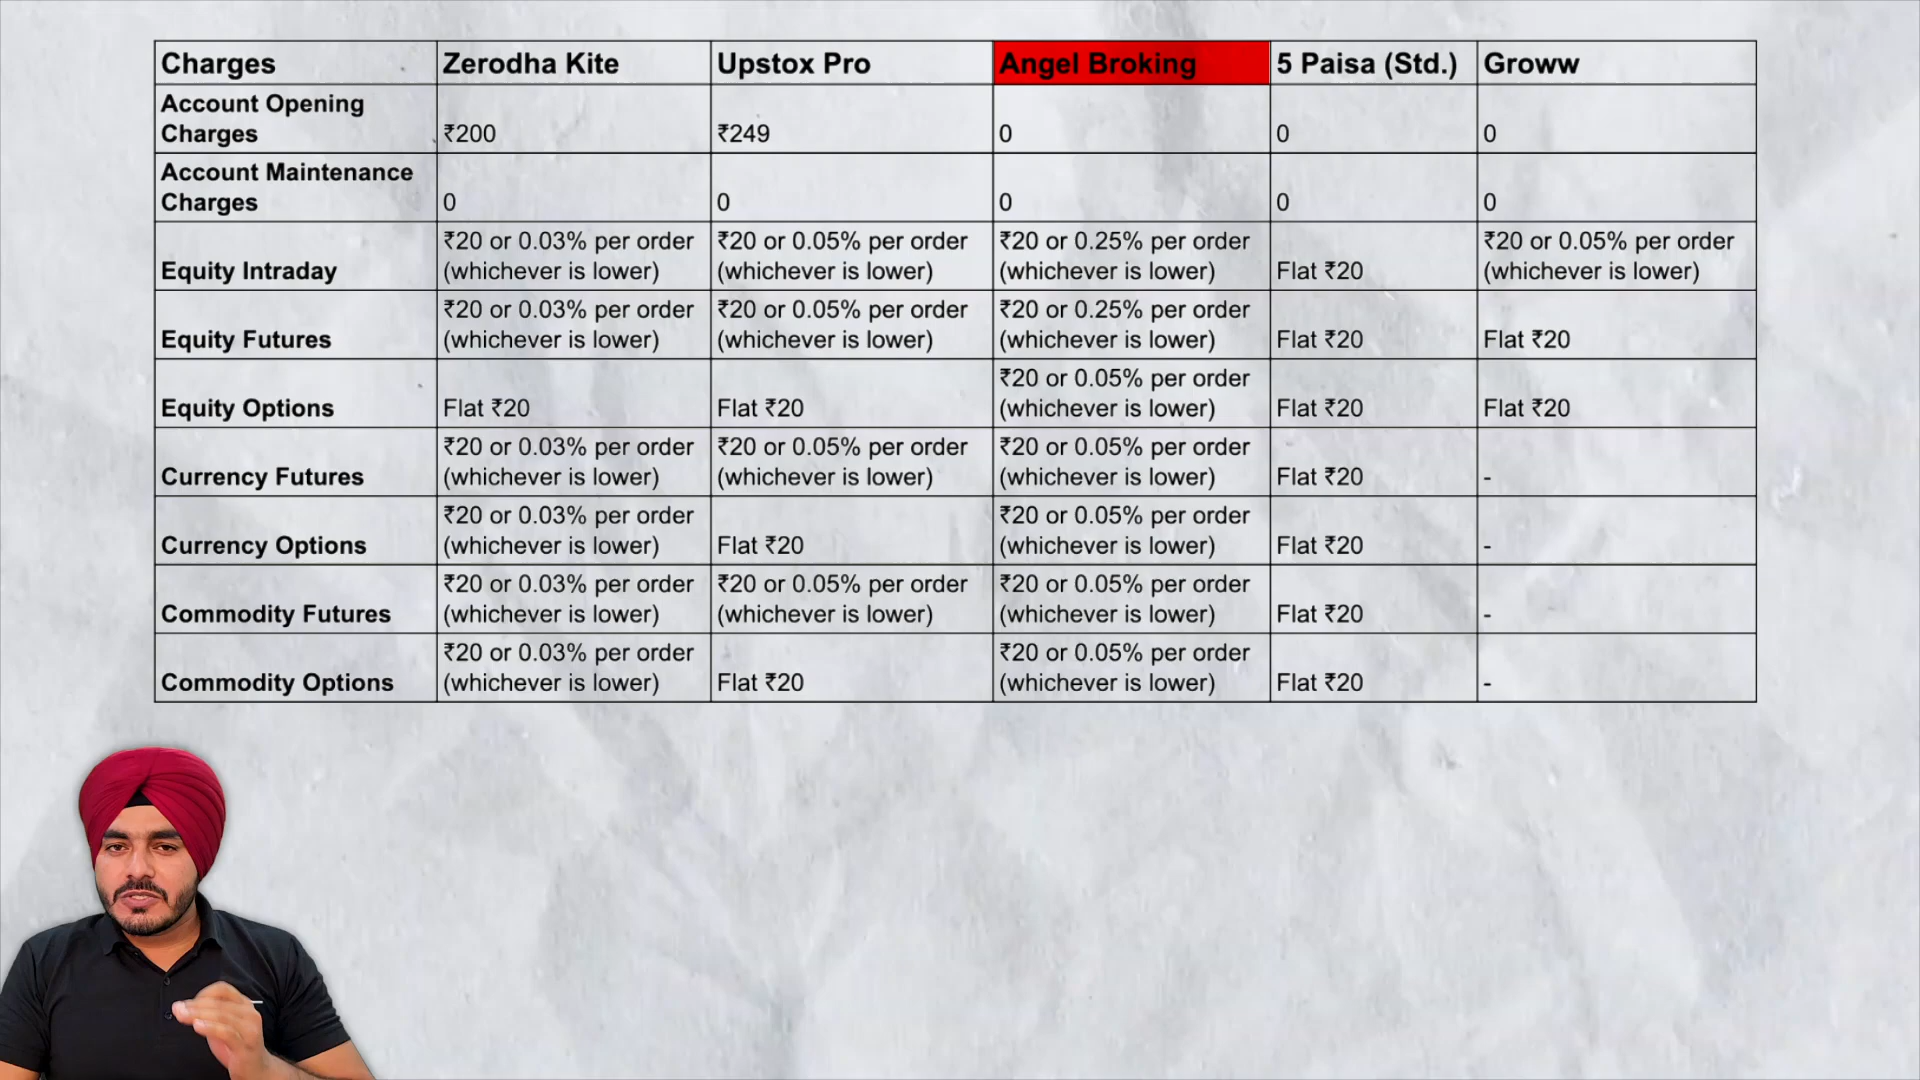 Charges Zerodha Kite Upstox Pro Angel Broking 5 Paisa (Std.) Groww
Account Opening
Charges ₹200 ₹249 0 0 0
Account Maintenance
Charges 0 0 0 0 0
₹20 or 0.03% per order ₹20 or 0.05% per order ₹20 or 0.25% per order ₹20 or 0.05% per order
Equity Intraday (whichever is lower) (whichever is lower) (whichever is lower) Flat ₹20 (whichever is lower)
₹20 or 0.03% per order ₹20 or 0.05% per order ₹20 or 0.25% per order
Equity Futures (whichever is lower) (whichever is lower) (whichever is lower) Flat ₹20 Flat ₹20
₹20 or 0.05% per order
Equity Options Flat ₹20 Flat ₹20 (whichever is lower) Flat ₹20 Flat ₹20
₹20 or 0.03% per order ₹20 or 0.05% per order ₹20 or 0.05% per order
Currency Futures (whichever is lower) (whichever is lower) (whichever is lower) Flat ₹20 -
₹20 or 0.03% per order ₹20 or 0.05% per order
Currency Options (whichever is lower) Flat ₹20 (whichever is lower) Flat ₹20 -
₹20 or 0.03% per order ₹20 or 0.05% per order ₹20 or 0.05% per order
Commodity Futures (whichever is lower) (whichever is lower) (whichever is lower) Flat ₹20 -
₹20 or 0.03% per order ₹20 or 0.05% per order
Commodity Options (whichever is lower) Flat ₹20 (whichever is lower) Flat ₹20 -